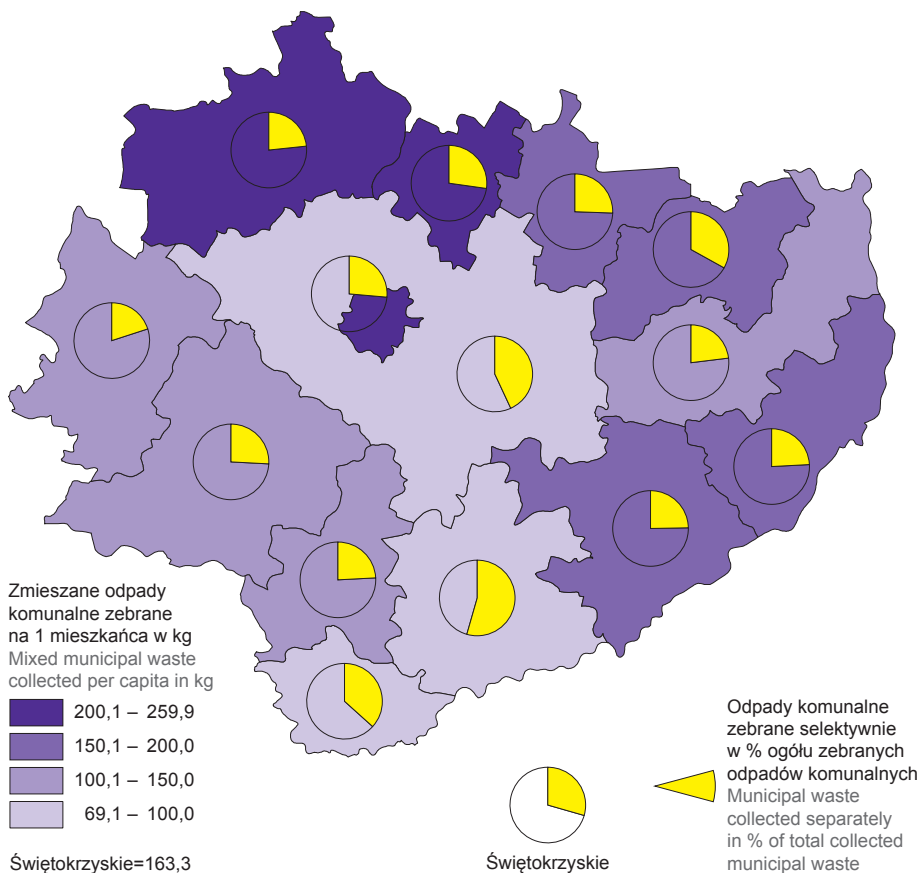 Zmieszane odpady
komunalne zebrane
na 1 mieszkańca w kg
Mixed municipal waste
collected per capita in kg
200,1 – 259,9
150,1 – 200,0
100,1 – 150,0
69,1 – 100,0
Świętokrzyskie=163,3
Świętokrzyskie
Odpady komunalne
zebrane selektywnie
w % ogółu zebranych
odpadów komunalnych
Municipal waste
collected separately
in % of total collected
municipal waste